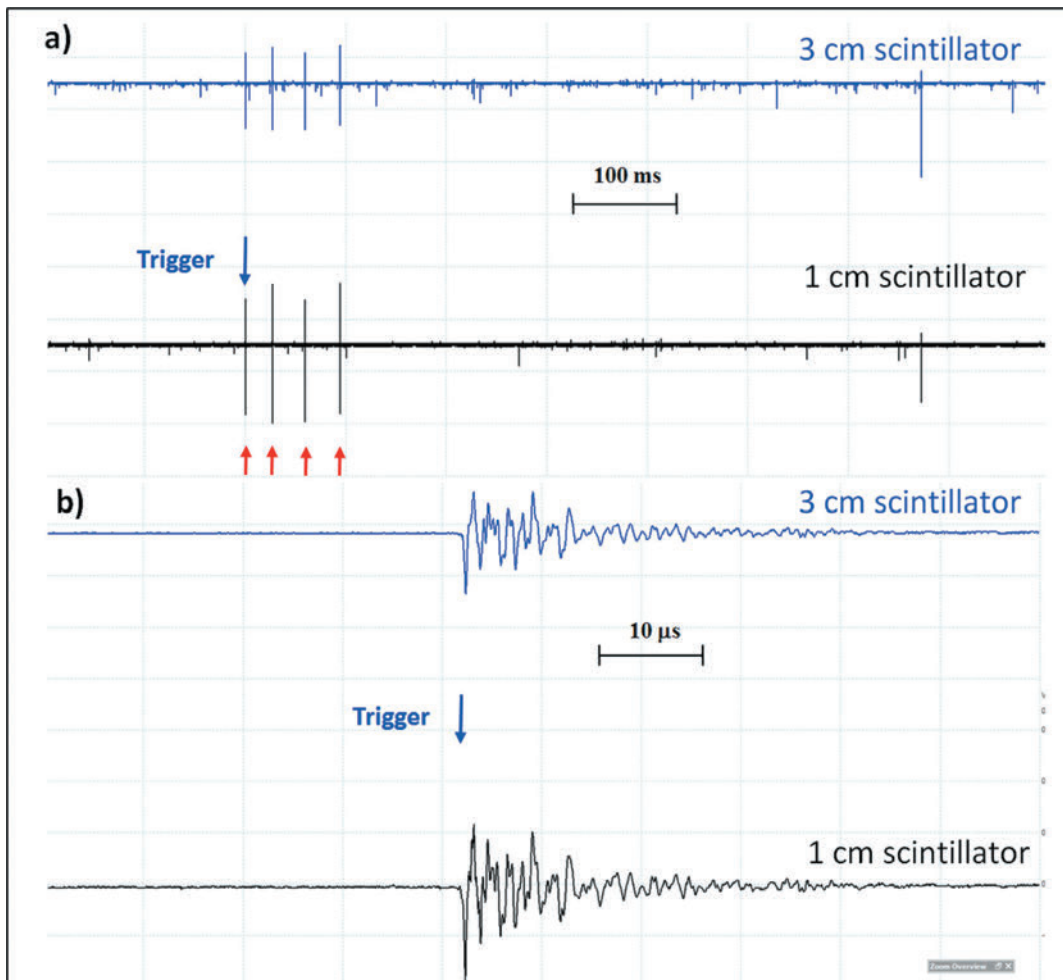 a)
3 cm scintillator
100 ms
Trigger
1 cm scintillator
b)
3 cm scintillator
10 μs
Trigger
1 cm scintillator
Zoom Overview